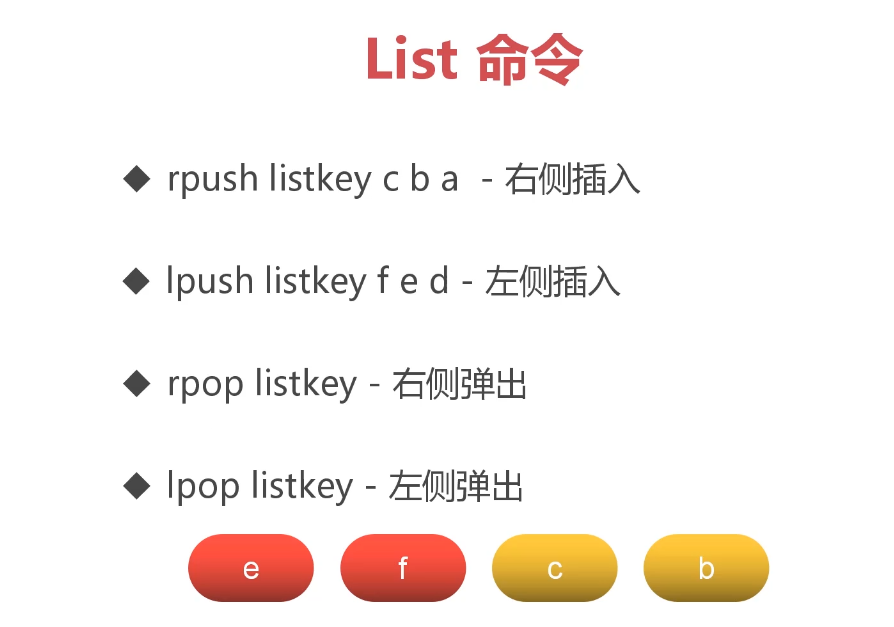 List 命令
◆ rpush listkey c b a - 右侧插入
◆ lpush listkey f e d - 左侧插入
◆ rpop listkey - 右侧弹出
◆ lpop listkey - 左侧弹出
e f c b